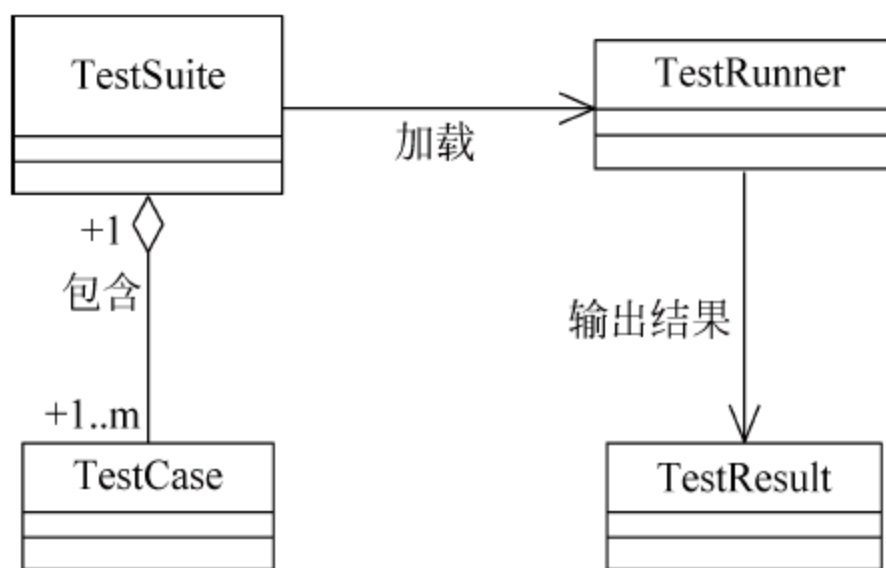 TestSuite
TestRunner
加载
+1
包含
输出结果
+1..m
TestCase
TestResult